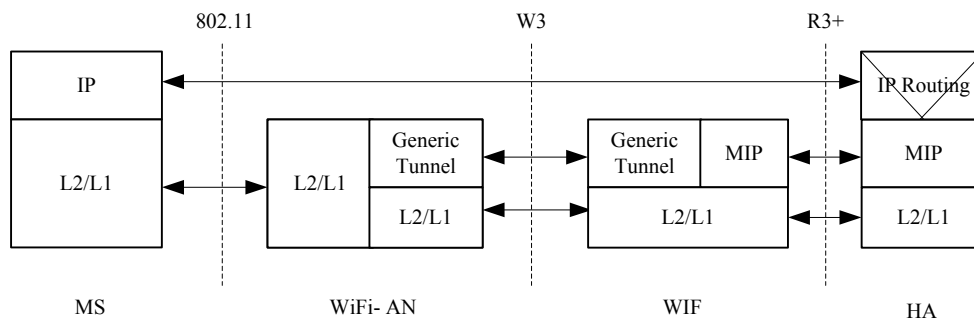 802.11
W3
R3+
IP
IP Routing
Generic
Tunnel
Generic
Tunnel
MIP
MIP
L2/L1
L2/L1
L2/L1
L2/L1
L2/L1
MS
WiFi- AN
WIF
HA